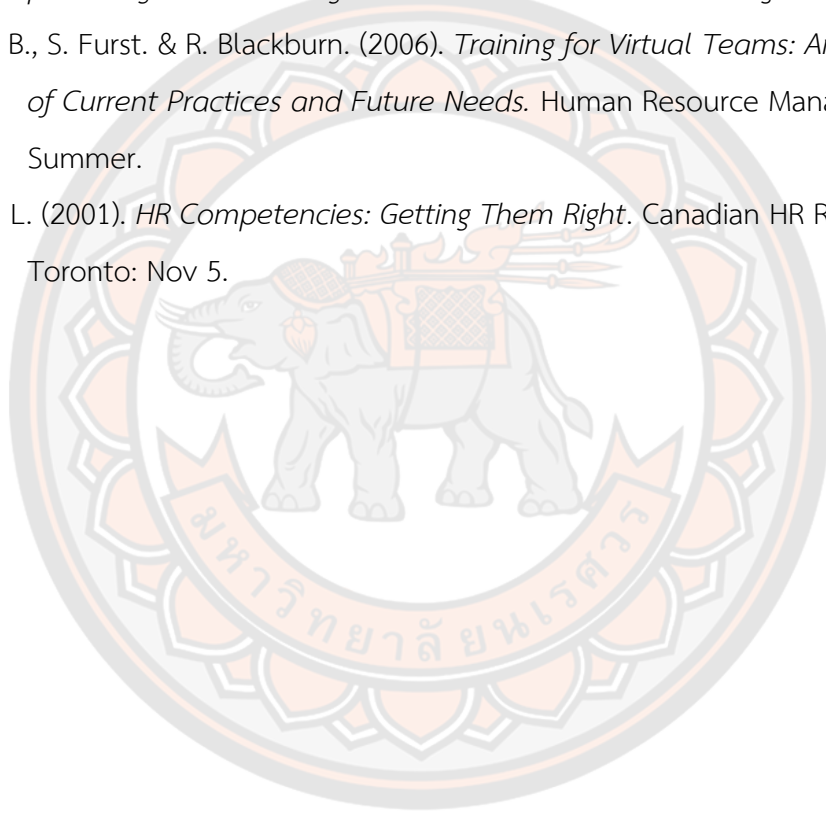 B., S. Furst. & R. Blackburn. (2006). Training for Virtual Teams:
of Current Practices and Future Needs. Human Resource
Summer.
L. (2001). HR Competencies: Getting Them Right. Canadian HR
Toronto: Nov 5.
มหาวิทยาลัยนเรศวร